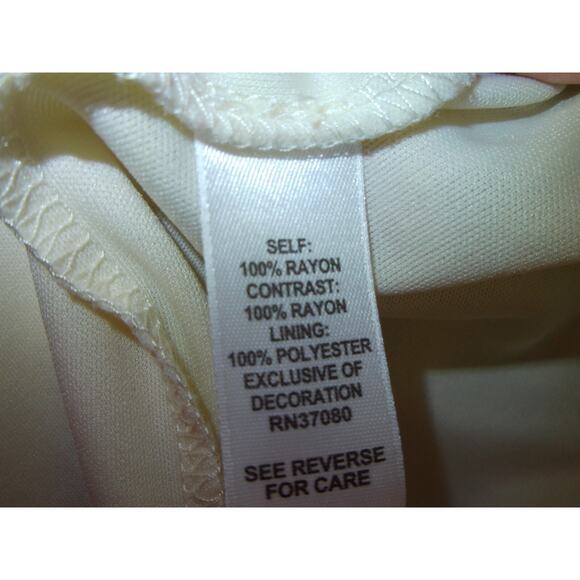 SELF:
100% RAYON
CONTRAST:
100% RAYON
LINING:
100% POLYESTER
EXCLUSIVE OF
DECORATION
RN37080
SEE REVERSE
FOR CARE